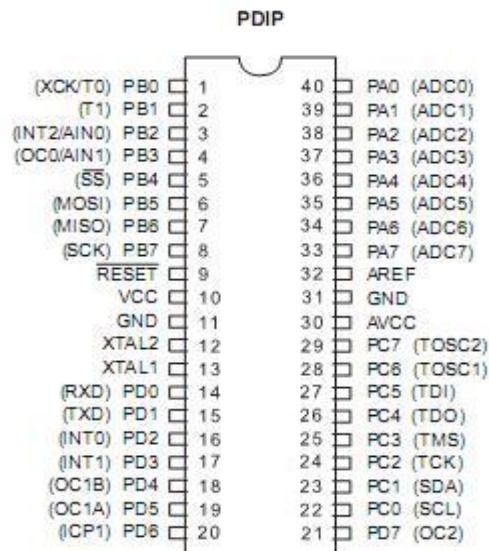 PDIP
(XCK/T0) PB0 1 40 PA0 (ADC0)
(T1) PB1 2 39 PA1 (ADC1)
(INT2/AIN0) PB2 3 38 PA2 (ADC2)
(OC0/AIN1) PB3 4 37 PA3 (ADC3)
(SS) PB4 5 36 PA4 (ADC4)
(MOSI) PB5 6 35 PA5 (ADC5)
(MISO) PB6 7 34 PA6 (ADC6)
(SCK) PB7 8 33 PA7 (ADC7)
RESET 9 32 AREF
VCC 10 31 GND
GND 11 30 AVCC
XTAL2 12 29 PC7 (TOSC2)
XTAL1 13 28 PC6 (TOSC1)
(RXD) PD0 14 27 PC5 (TDI)
(TXD) PD1 15 26 PC4 (TDO)
(INT0) PD2 16 25 PC3 (TMS)
(INT1) PD3 17 24 PC2 (TCK)
(OC1B) PD4 18 23 PC1 (SDA)
(OC1A) PD5 19 22 PC0 (SCL)
(ICP1) PD6 20 21 PD7 (OC2)